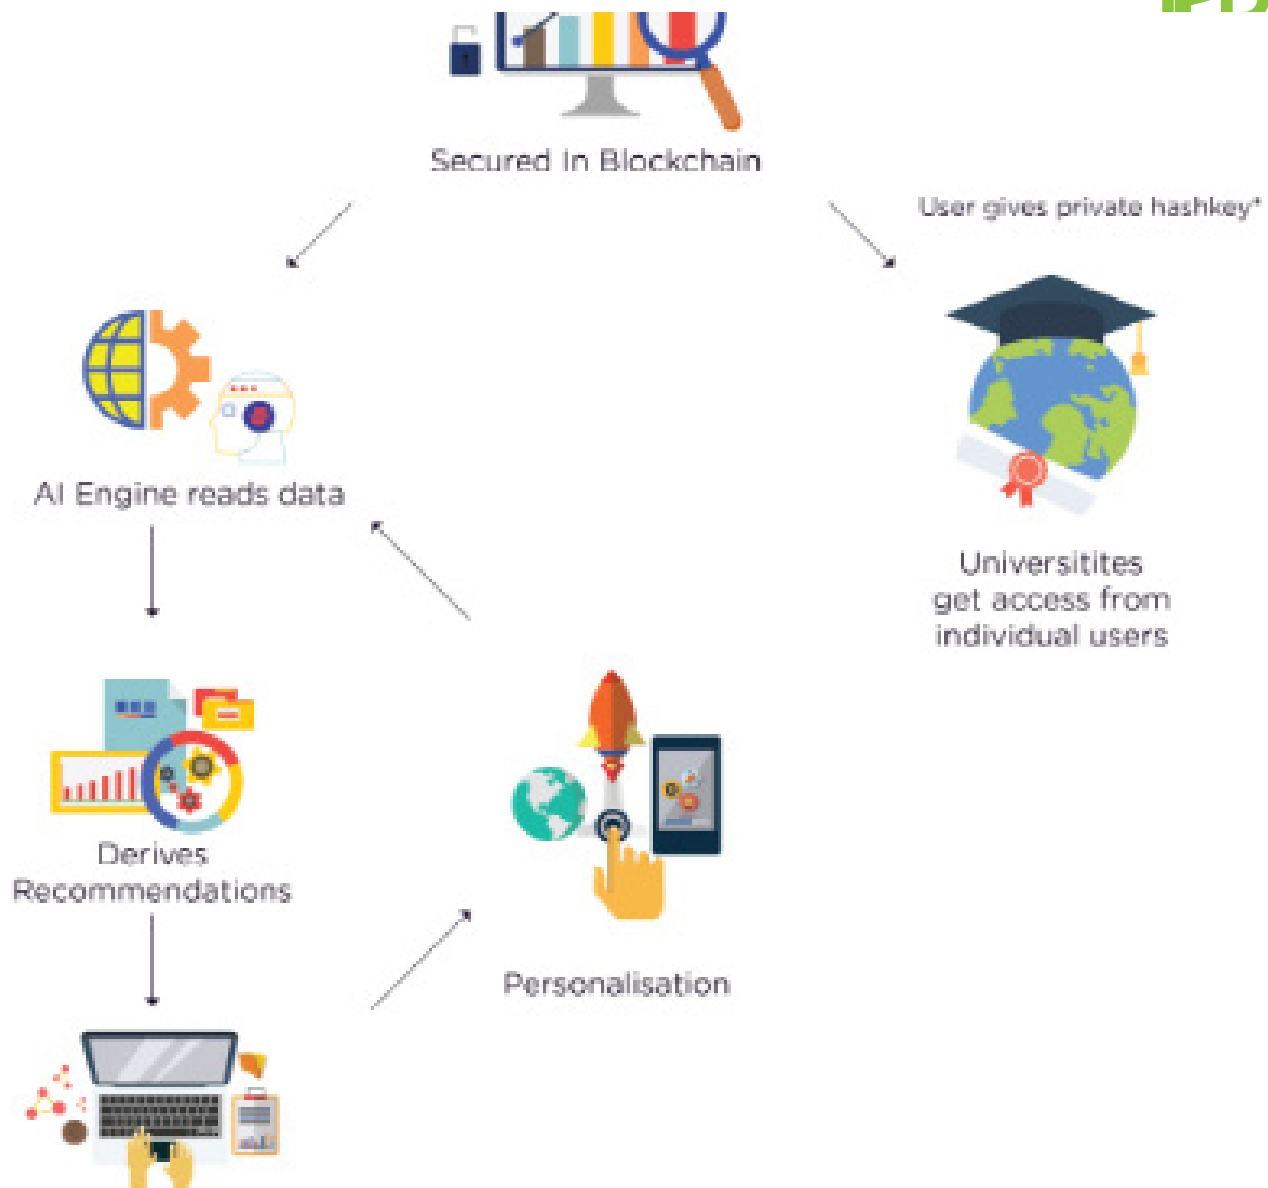 Secured In Blockchain
User gives private hashkey*
AI Engine reads data
Universitites
get access from
individual users
Derives
Recommendations
Personalisation